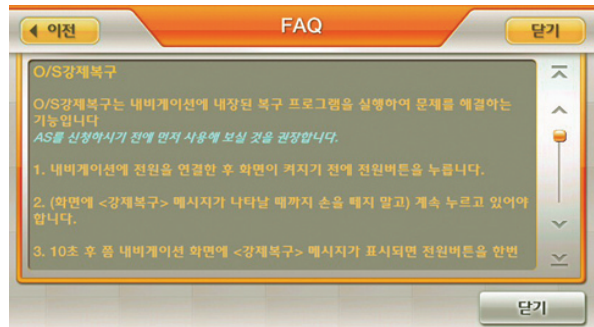 이전
FAQ
닫기
O/S강제복구
O/S강제복구는 내비게이션에 내장된 복구 프로그램을 실행하여 문제를 해결하는
기능입니다
AS를 신청하시기 전에 먼저 사용해 보실 것을 권장합니다.
1. 내비게이션에 전원을 연결한 후 화면이 켜지기 전에 전원버튼을 누릅니다.
2. (화면에 <강제복구> 메시지가 나타날 때까지 손을 떼지 말고) 계속 누르고 있어야
합니다.
3. 10초 후 쯤 내비게이션 화면에 <강제복구> 메시지가 표시되면 전원버튼을 한번
닫기